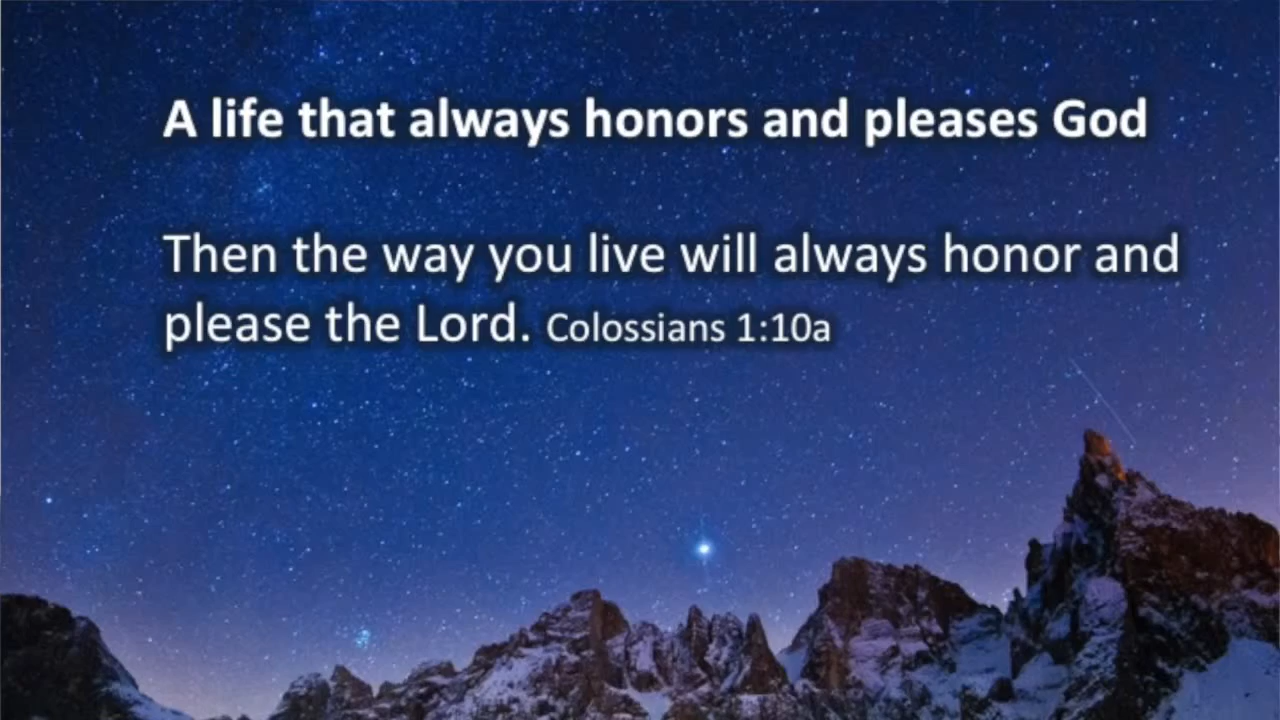 A life that always honors and pleases God
Then the way you live will always honor and
please the Lord. Colossians 1:10a